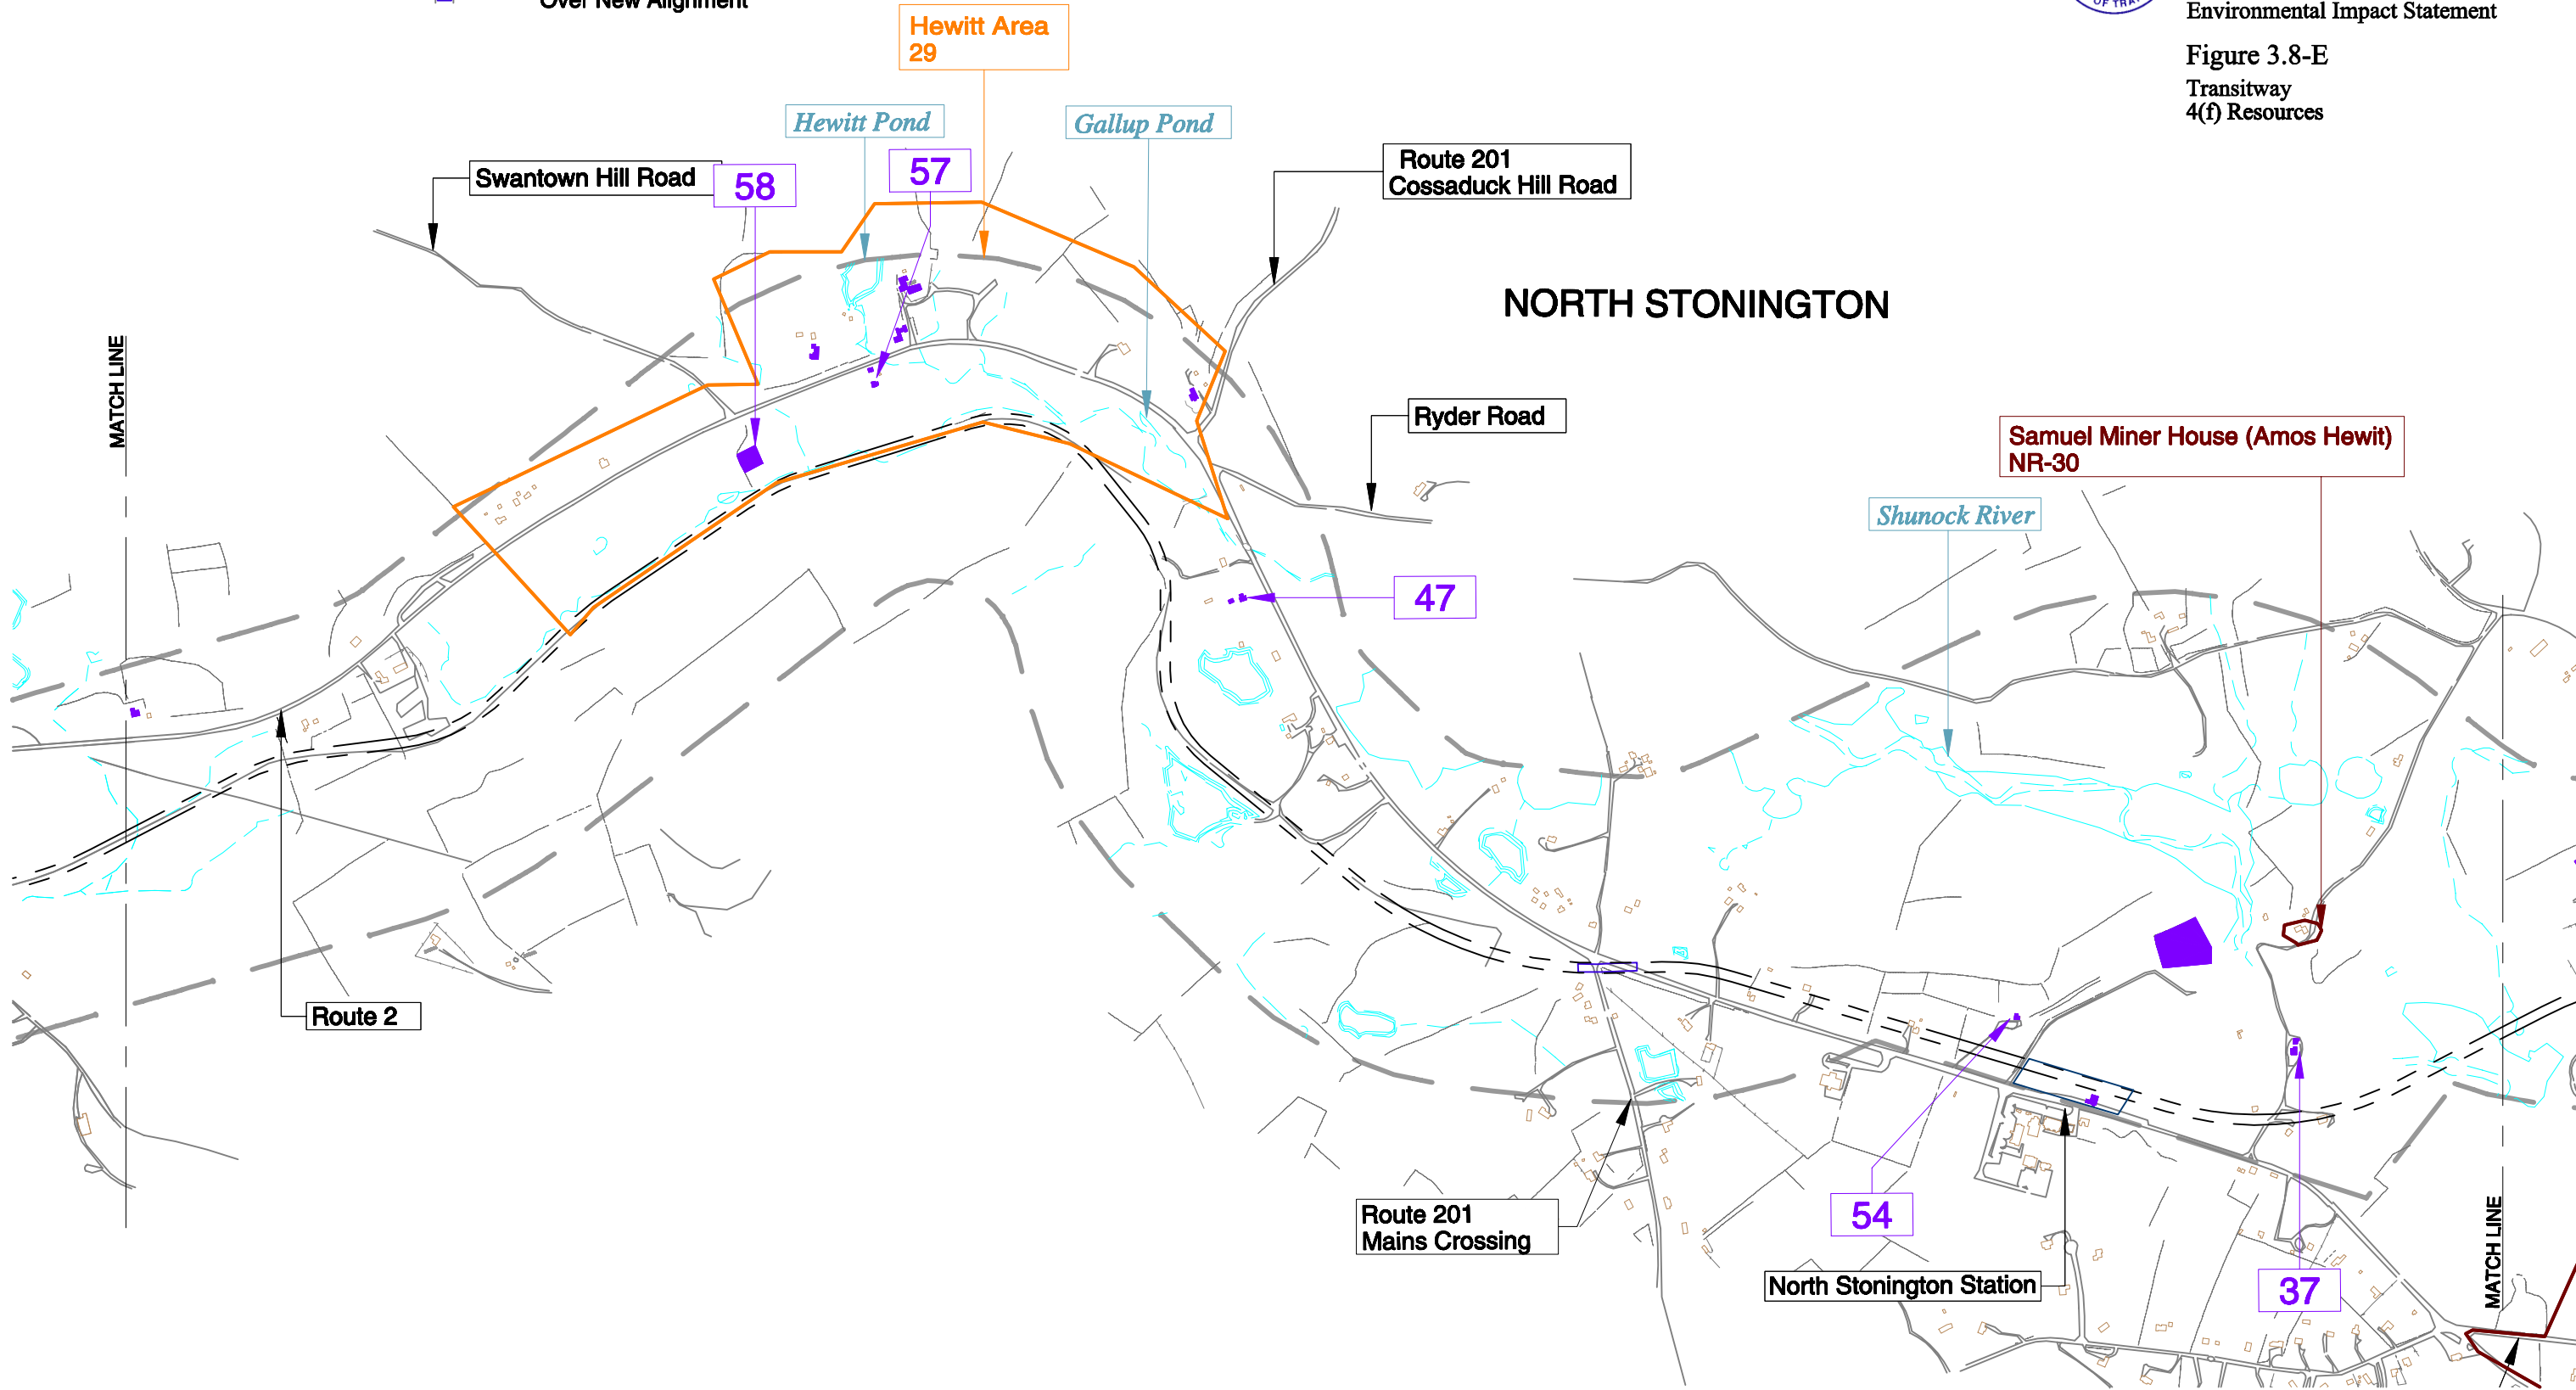 Over New Alignment
Environmental Impact Statement
Figure 3.8-E
Transitway
4(f) Resources
Hewitt Area
29
Hewitt Pond
Gallup Pond
57
58
Swantown Hill Road
Route 201
Cossaduck Hill Road
NORTH STONINGTON
MATCH LINE
Ryder Road
Samuel Miner House (Amos Hewit)
NR-30
Shunock River
47
Route 2
Route 201
Mains Crossing
54
North Stonington Station
37
MATCH LINE